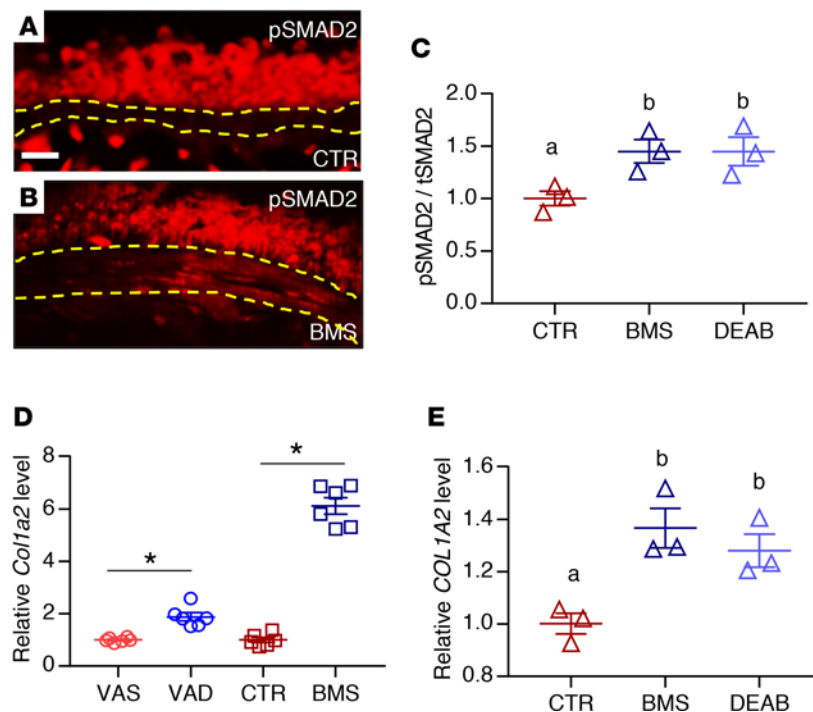 A
pSMAD2
CTR
B
pSMAD2
BMS
C
pSMAD2 / tSMAD2
2.0
1.5
1.0
0.5
0.0
a
b
b
CTR
BMS
DEAB
D
Relative Col1a2 level
8
6
4
2
0
*
*
VAS
VAD
CTR
BMS
E
Relative COL1A2 level
1.6
1.4
1.2
1.0
0.8
a
b
b
CTR
BMS
DEAB